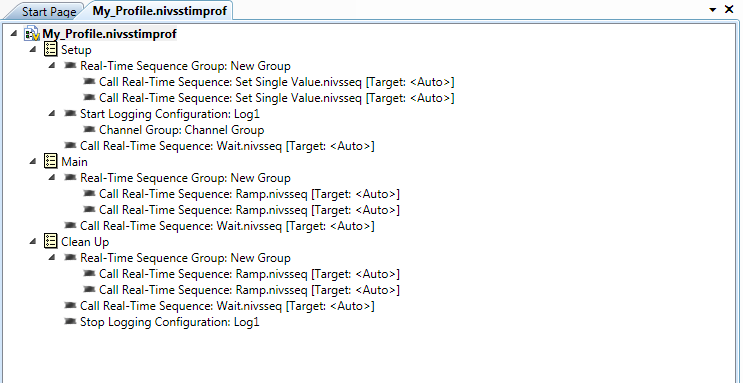 Start Page My_Profile.nivsstimprof
My_Profile.nivsstimprof
Setup
Real-Time Sequence Group: New Group
Call Real-Time Sequence: Set Single Value.nivsseq [Target: <Auto>]
Call Real-Time Sequence: Set Single Value.nivsseq [Target: <Auto>]
Start Logging Configuration: Log1
Channel Group: Channel Group
Call Real-Time Sequence: Wait.nivsseq [Target: <Auto>]
Main
Real-Time Sequence Group: New Group
Call Real-Time Sequence: Ramp.nivsseq [Target: <Auto>]
Call Real-Time Sequence: Ramp.nivsseq [Target: <Auto>]
Call Real-Time Sequence: Wait.nivsseq [Target: <Auto>]
Clean Up
Real-Time Sequence Group: New Group
Call Real-Time Sequence: Ramp.nivsseq [Target: <Auto>]
Call Real-Time Sequence: Ramp.nivsseq [Target: <Auto>]
Call Real-Time Sequence: Wait.nivsseq [Target: <Auto>]
Stop Logging Configuration: Log1